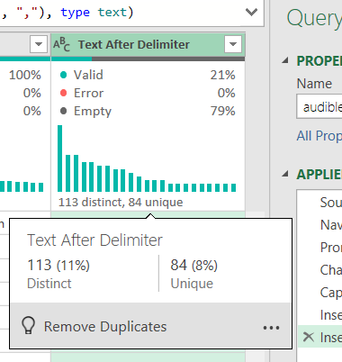 , ","), type text)
Query
ABC Text After Delimiter
100%
0%
0%
Valid 21%
Error 0%
Empty 79%
113 distinct, 84 unique
PROPE
Name
audible
All Prop
APPLIE
Sou
Nav
Pro
Cha
Cap
Inse
Inse
Text After Delimiter
113 (11%)
Distinct
84 (8%)
Unique
Remove Duplicates